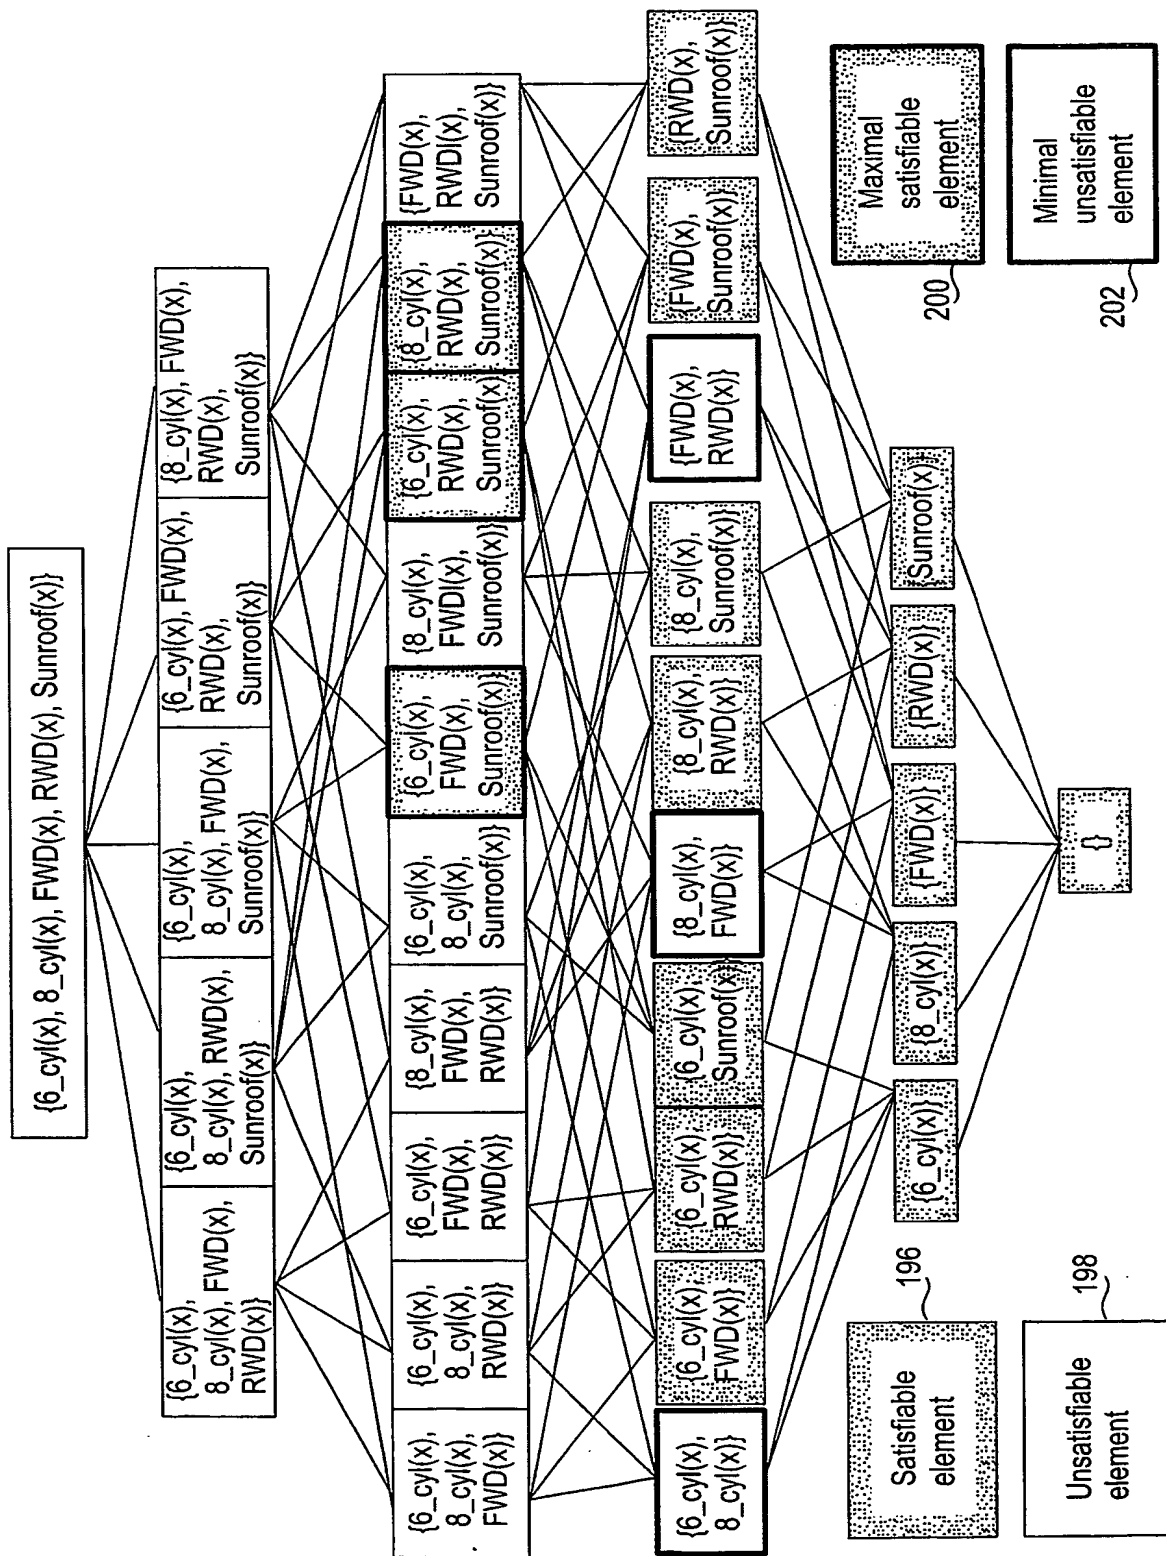 {6_cyl(x), 8_cyl(x), FWD(x), RWD(x), Sunroof(x)}
{6_cyl(x),
8_cyl(x), FWD(x),
RWD(x)}
{6_cyl(x),
8_cyl(x), RWD(x),
Sunroof(x)}
{6_cyl(x),
8_cyl(x), FWD(x),
Sunroof(x)}
{6_cyl(x), FWD(x),
RWD(x),
Sunroof(x)}
{8_cyl(x), FWD(x),
RWD(x),
Sunroof(x)}
{6_cyl(x),
8_cyl(x),
FWD(x)}
{6_cyl(x),
8_cyl(x),
RWD(x)}
{6_cyl(x),
FWD(x),
RWD(x)}
{8_cyl(x),
FWD(x),
RWD(x)}
{6_cyl(x),
8_cyl(x),
Sunroof(x)}
{6_cyl(x),
FWD(x),
Sunroof(x)}
{8_cyl(x),
FWDI(x),
Sunroof(x)}
{6_cyl(x),
RWD(x),
Sunroof(x)}
{8_cyl(x),
RWD(x),
Sunroof(x)}
{FWD(x),
RWDI(x),
Sunroof(x)}
{6_cyl(x),
8_cyl(x)}
{6_cyl(x),
FWD(x)}
{6_cyl(x),
RWD(x)}
{6_cyl(x),
Sunroof(x)}
{8_cyl(x),
FWD(x)}
{8_cyl(x),
RWD(x)}
{8_cyl(x),
Sunroof(x)}
{FWD(x),
RWD(x)}
{FWD(x),
Sunroof(x)}
{RWD(x),
Sunroof(x)}
{6_cyl(x)}
{8_cyl(x)}
{FWD(x)}
{RWD(x)}
Sunroof(x)}
{}
Satisfiable
element
196
Unsatisfiable
element
198
Maximal
satisfiable
element
200
Minimal
unsatisfiable
element
202